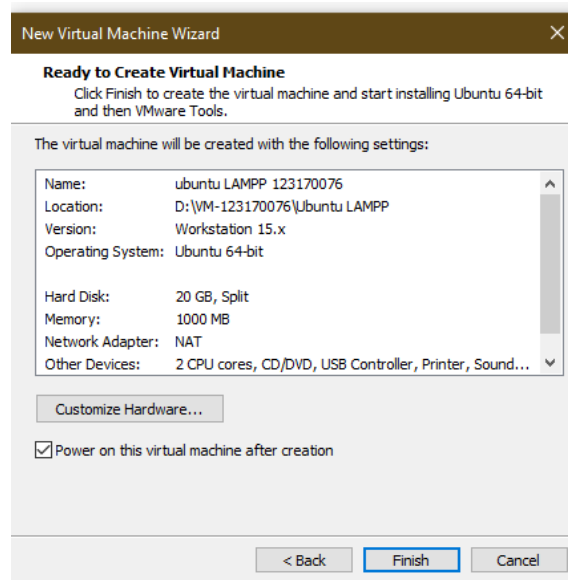 New Virtual Machine Wizard
Ready to Create Virtual Machine
Click Finish to create the virtual machine and start installing Ubuntu 64-bit
and then VMware Tools.
The virtual machine will be created with the following settings:
Name: ubuntu LAMPP 123170076
Location: D:\VM-123170076\Ubuntu LAMPP
Version: Workstation 15.x
Operating System: Ubuntu 64-bit
Hard Disk: 20 GB, Split
Memory: 1000 MB
Network Adapter: NAT
Other Devices: 2 CPU cores, CD/DVD, USB Controller, Printer, Sound...
Customize Hardware...
Power on this virtual machine after creation
< Back Finish Cancel